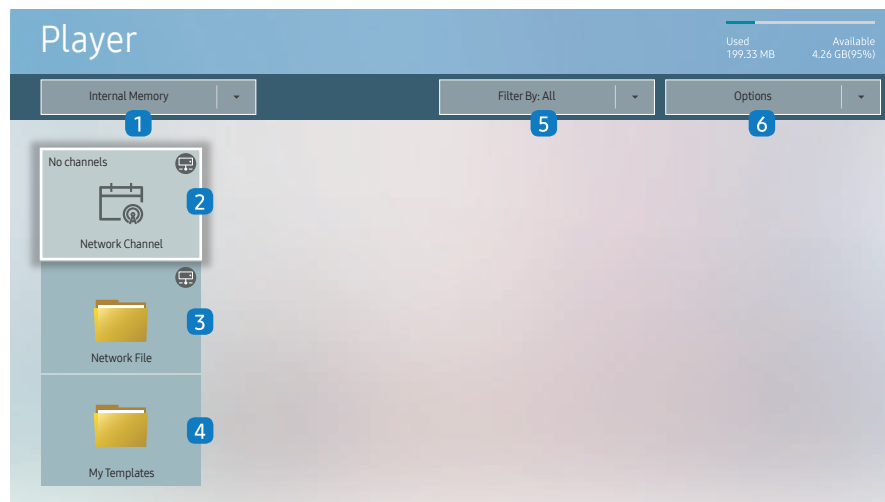 Player
Used Available
199.33 MB 4.26 GB(95%)
Internal Memory Filter By: All Options
1 5 6
No channels
2
Network Channel
3
Network File
4
My Templates